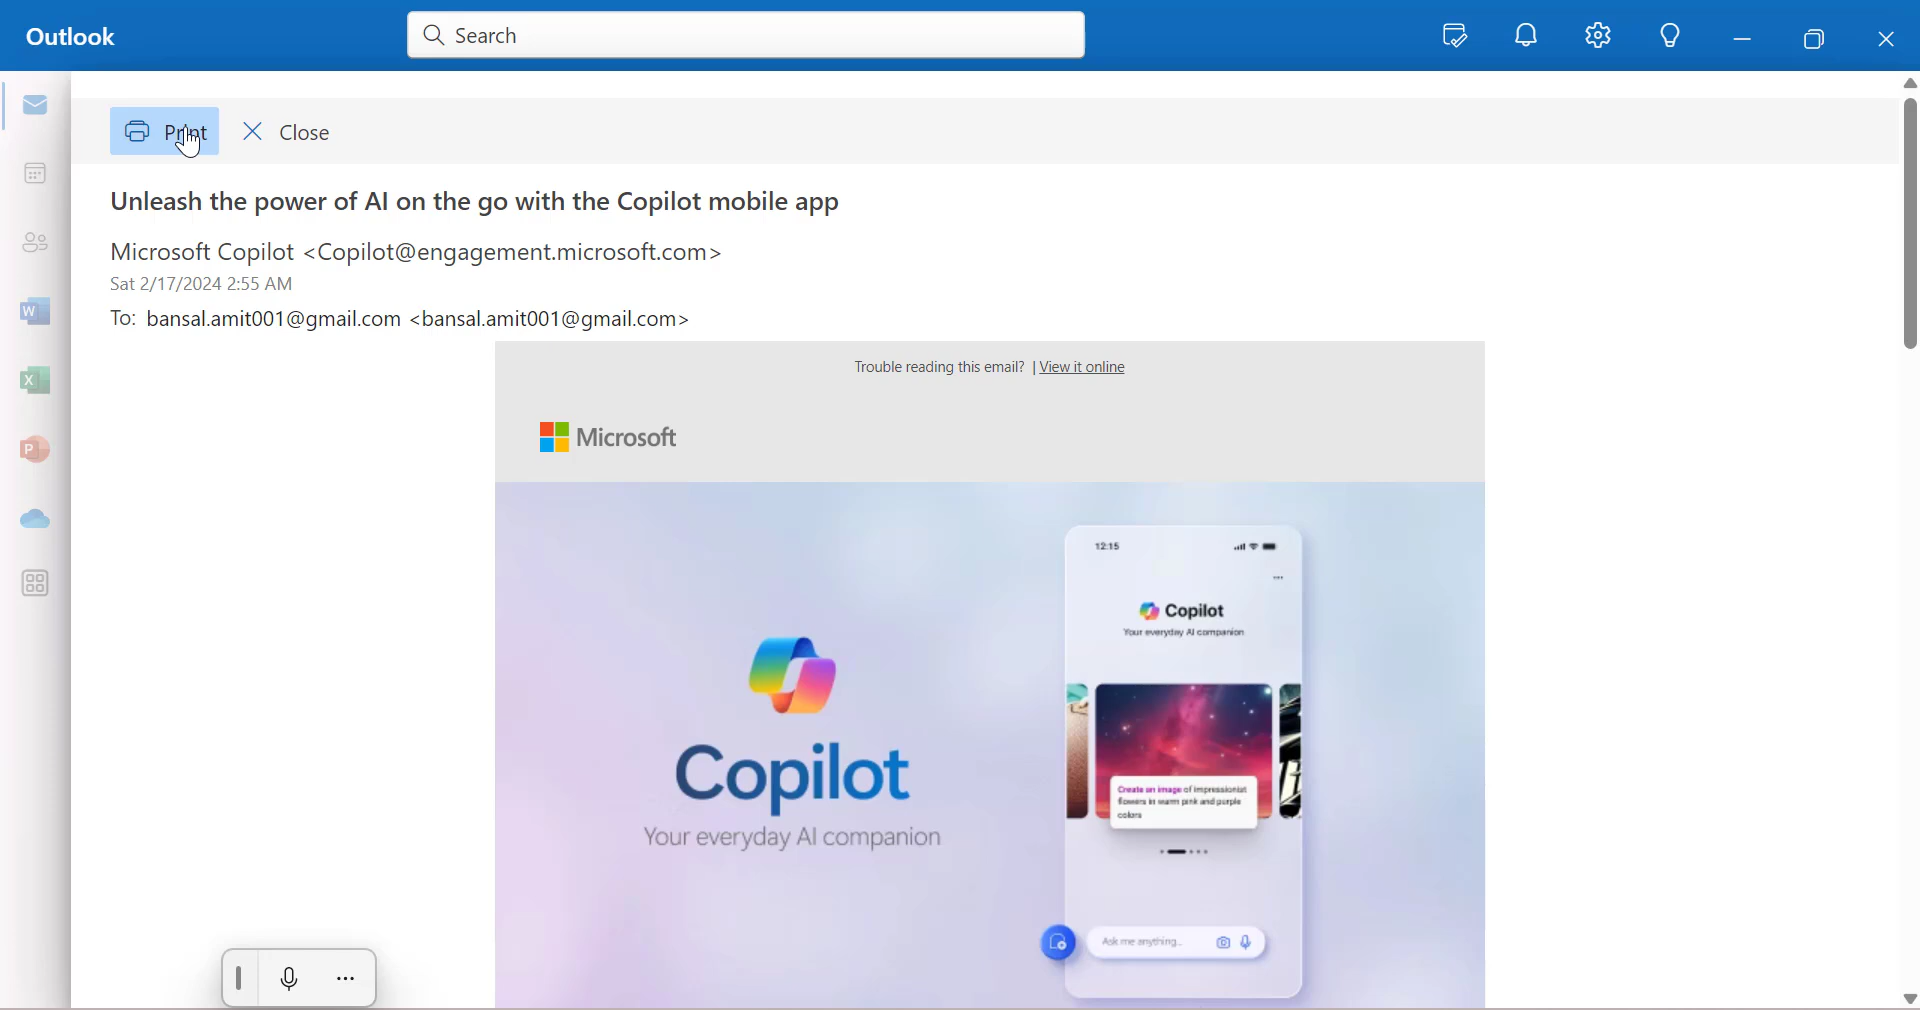 Outlook
Search
Print
Close
Unleash the power of AI on the go with the Copilot mobile app
Microsoft Copilot <Copilot@engagement.microsoft.com>
Sat 2/17/2024 2:55 AM
To: bansal.amit001@gmail.com <bansal.amit001@gmail.com>
Trouble reading this email? | View it online
Microsoft
12:15
Copilot
Your everyday AI companion
Create an image of impressionist
flowers in warm pink and purple
colors
Copilot
Your everyday AI companion
Ask me anything...